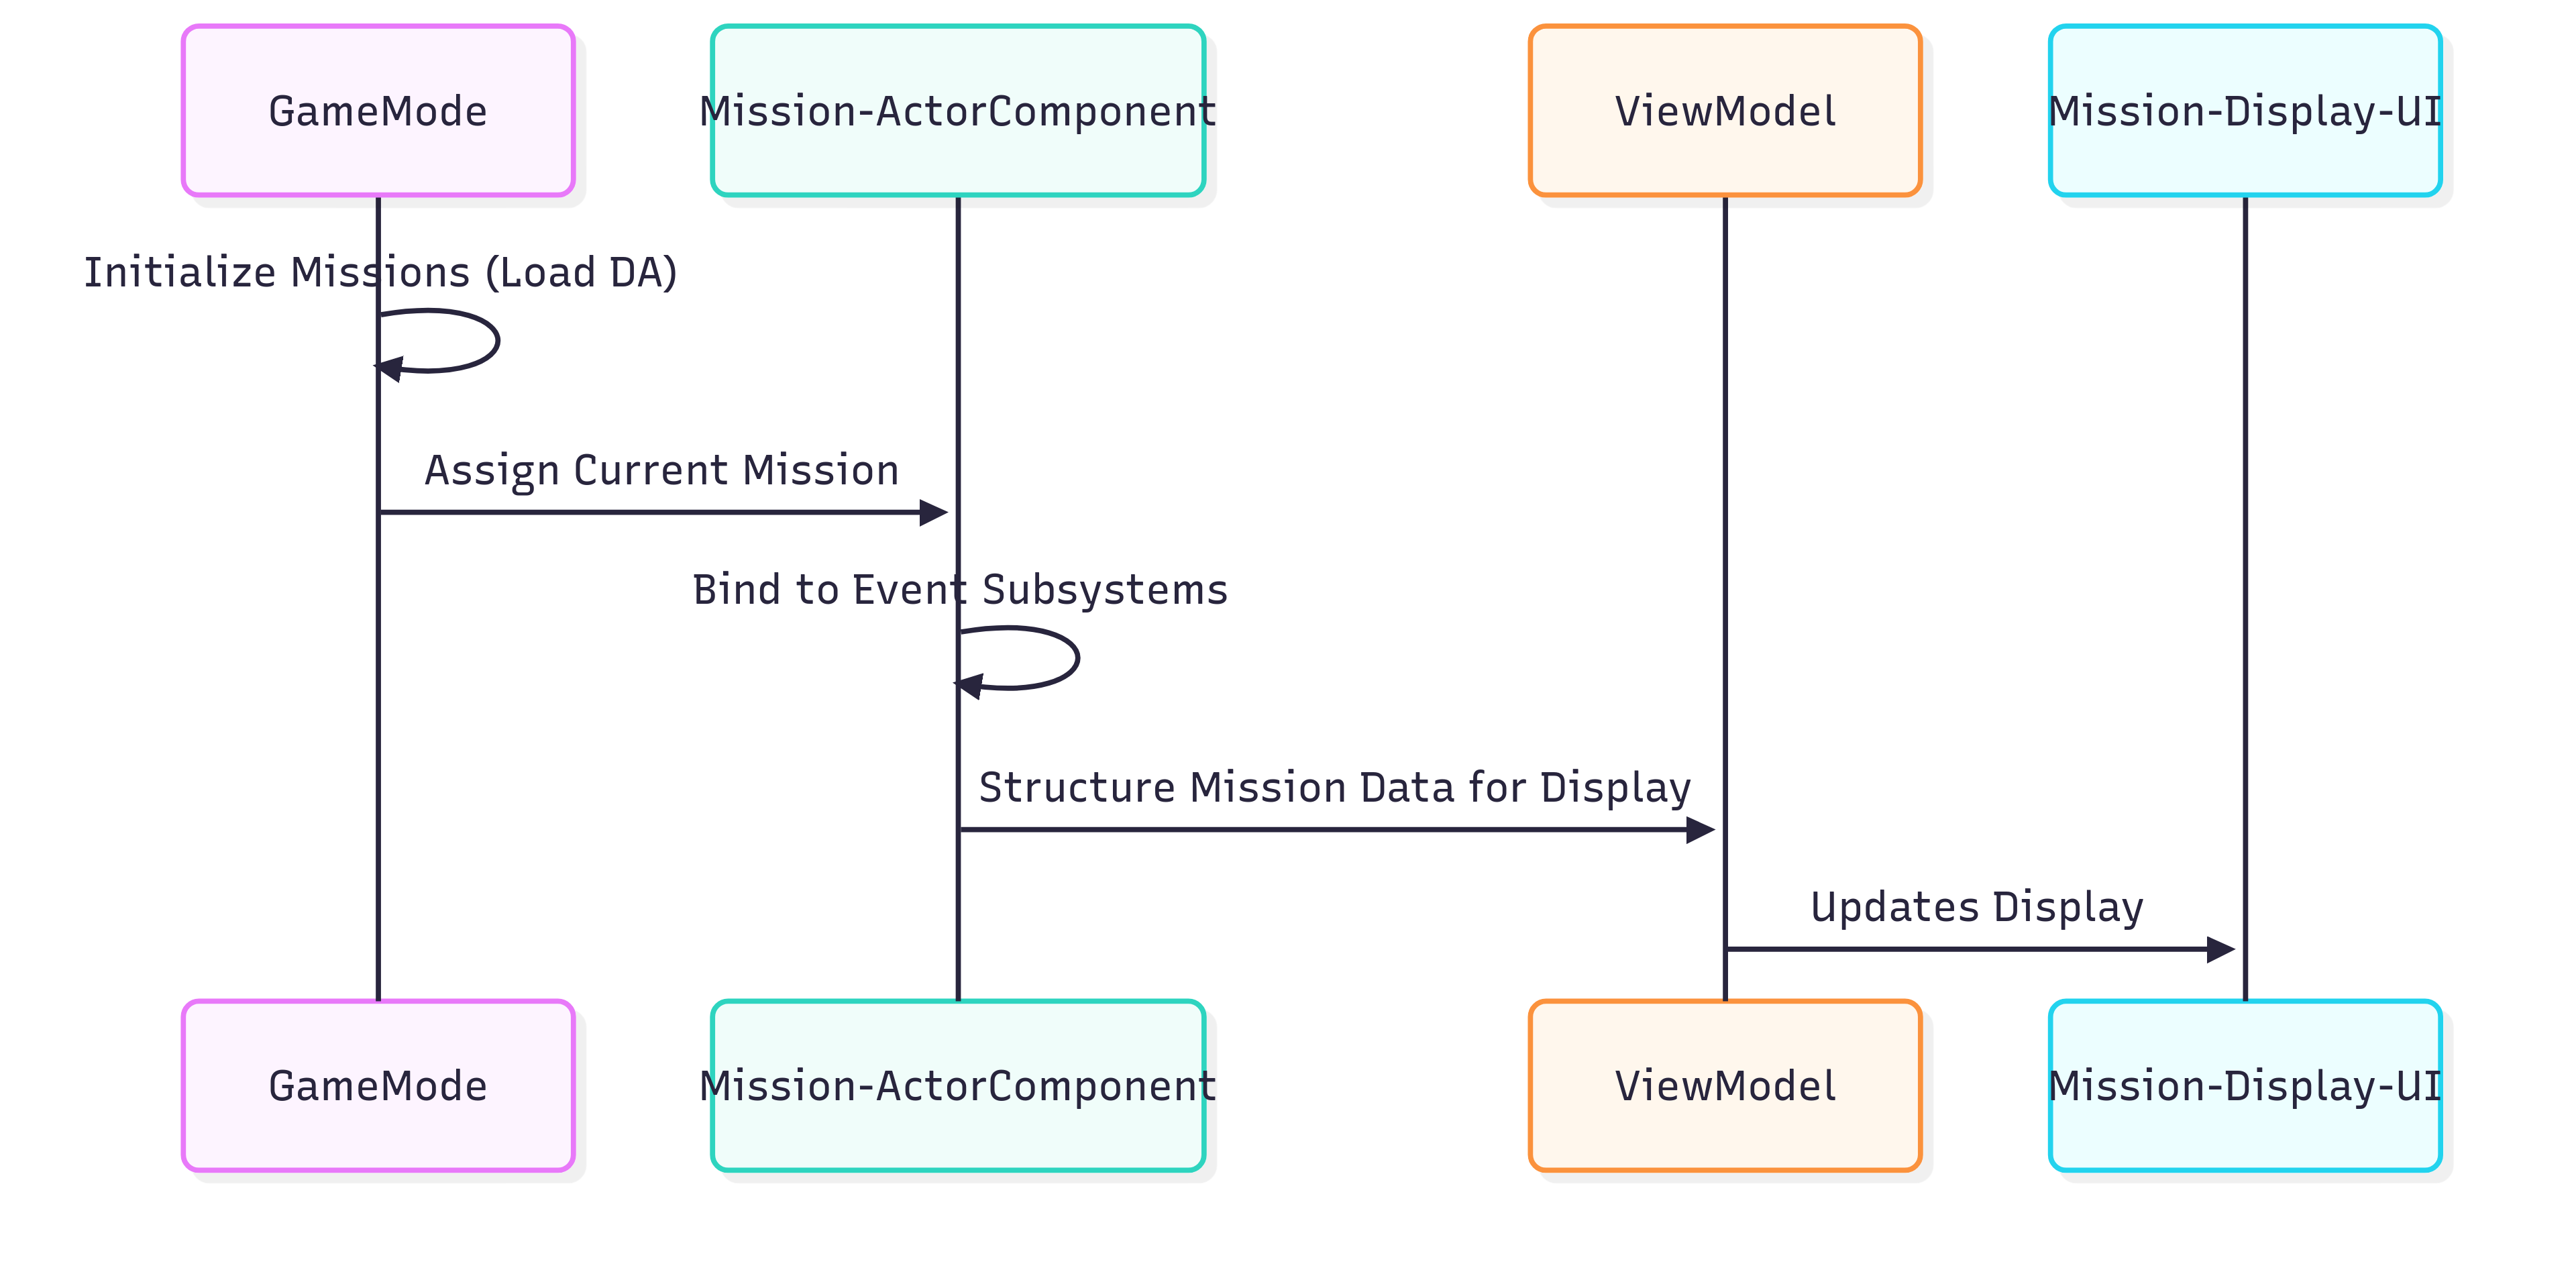 GameMode
Mission-ActorComponent
ViewModel
Mission-Display-UI
Initialize Missions (Load DA)
Assign Current Mission
Bind to Event Subsystems
Structure Mission Data for Display
Updates Display
GameMode
Mission-ActorComponent
ViewModel
Mission-Display-UI